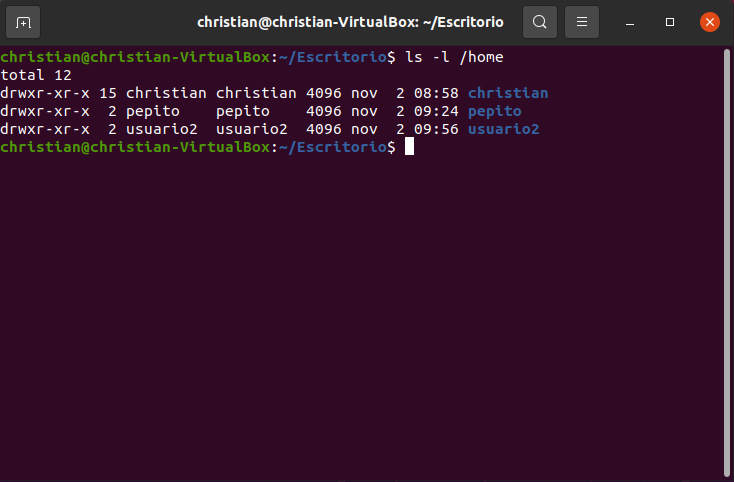 christian@christian-VirtualBox: ~/Escritorio
christian@christian-VirtualBox:~/Escritorio$ ls -l /home
total 12
drwxr-xr-x 15 christian christian 4096 nov  2 08:58 christian
drwxr-xr-x  2 pepito    pepito    4096 nov  2 09:24 pepito
drwxr-xr-x  2 usuario2  usuario2  4096 nov  2 09:56 usuario2
christian@christian-VirtualBox:~/Escritorio$